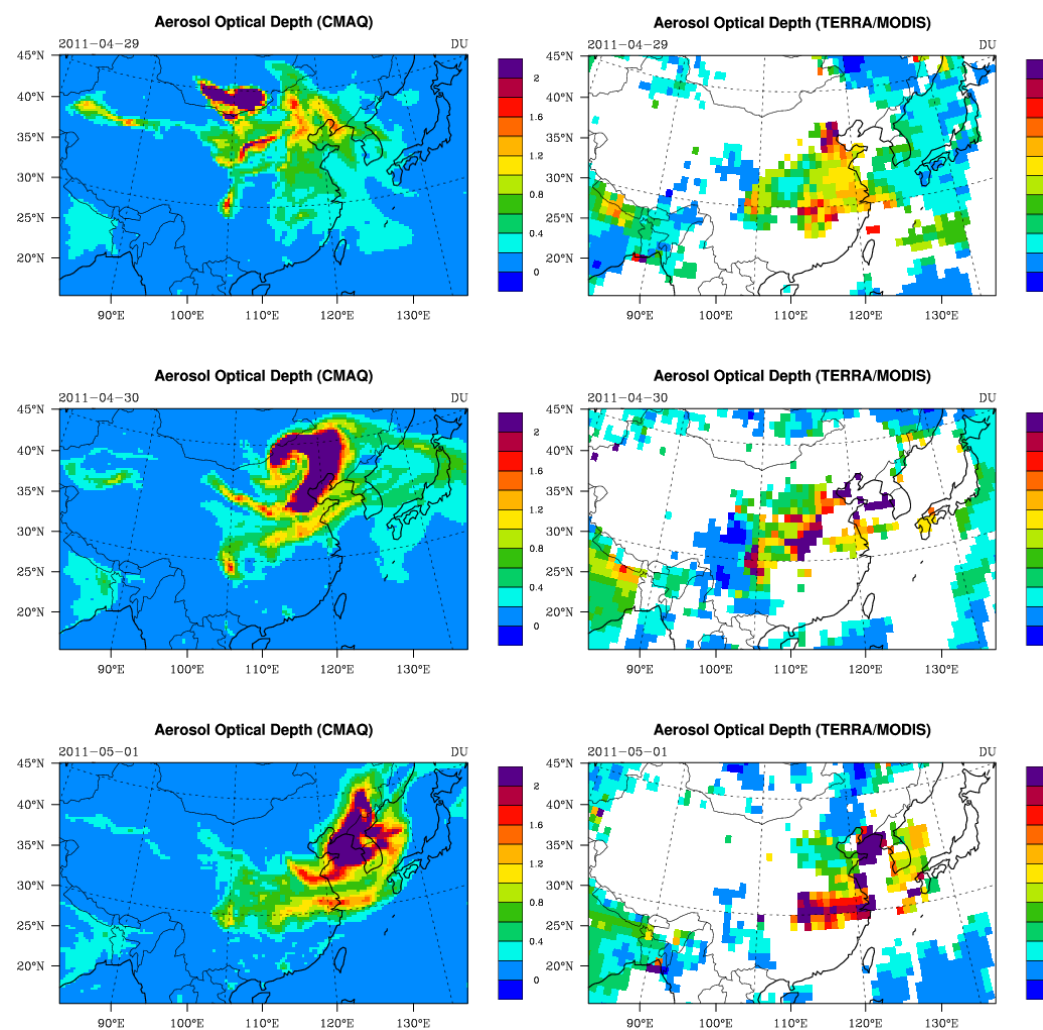 Aerosol Optical Depth (CMAQ)
2011-04-29 DU
45°N
40°N
35°N
30°N
25°N
20°N
90°E 100°E 110°E 120°E 130°E
2
1.6
1.2
0.8
0.4
0
Aerosol Optical Depth (TERRA/MODIS)
2011-04-29 DU
45°N
40°N
35°N
30°N
25°N
20°N
90°E 100°E 110°E 120°E 130°E
Aerosol Optical Depth (CMAQ)
2011-04-30 DU
45°N
40°N
35°N
30°N
25°N
20°N
90°E 100°E 110°E 120°E 130°E
2
1.6
1.2
0.8
0.4
0
Aerosol Optical Depth (TERRA/MODIS)
2011-04-30 DU
45°N
40°N
35°N
30°N
25°N
20°N
90°E 100°E 110°E 120°E 130°E
Aerosol Optical Depth (CMAQ)
2011-05-01 DU
45°N
40°N
35°N
30°N
25°N
20°N
90°E 100°E 110°E 120°E 130°E
2
1.6
1.2
0.8
0.4
0
Aerosol Optical Depth (TERRA/MODIS)
2011-05-01 DU
45°N
40°N
35°N
30°N
25°N
20°N
90°E 100°E 110°E 120°E 130°E